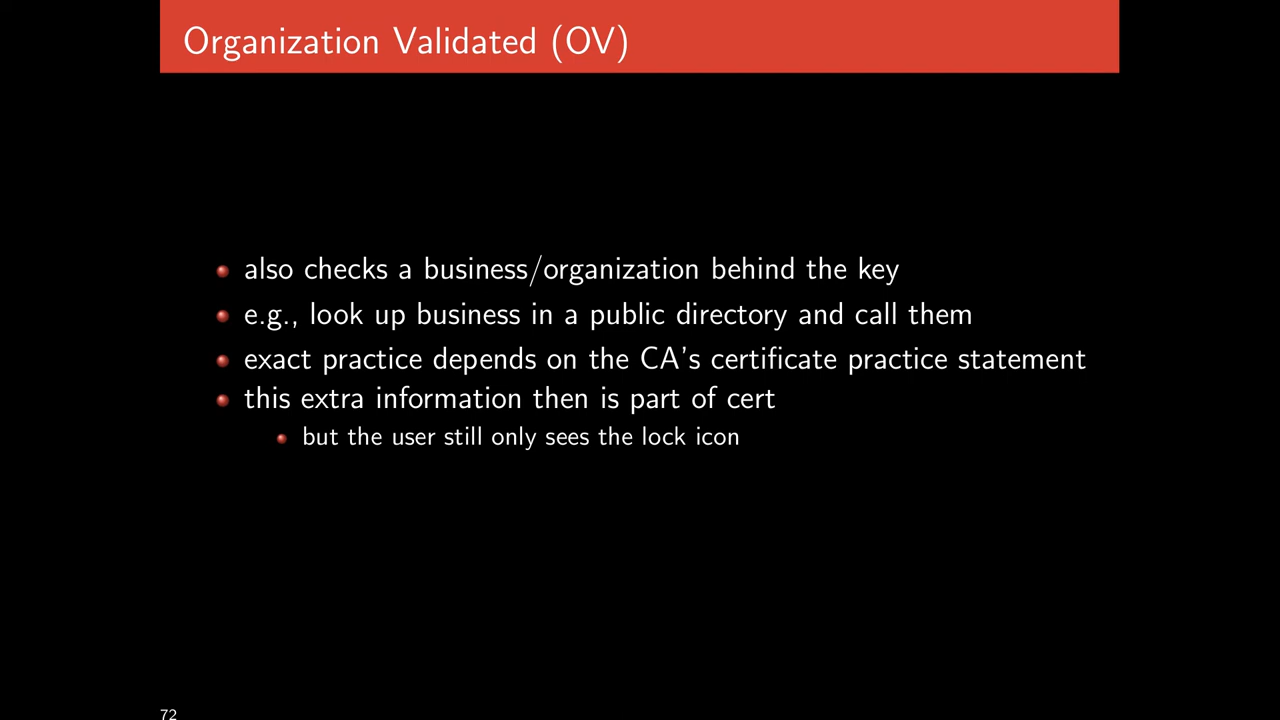 Organization Validated (OV)
also checks a business/organization behind the key
e.g., look up business in a public directory and call them
exact practice depends on the CA's certificate practice statement
this extra information then is part of cert
but the user still only sees the lock icon
72